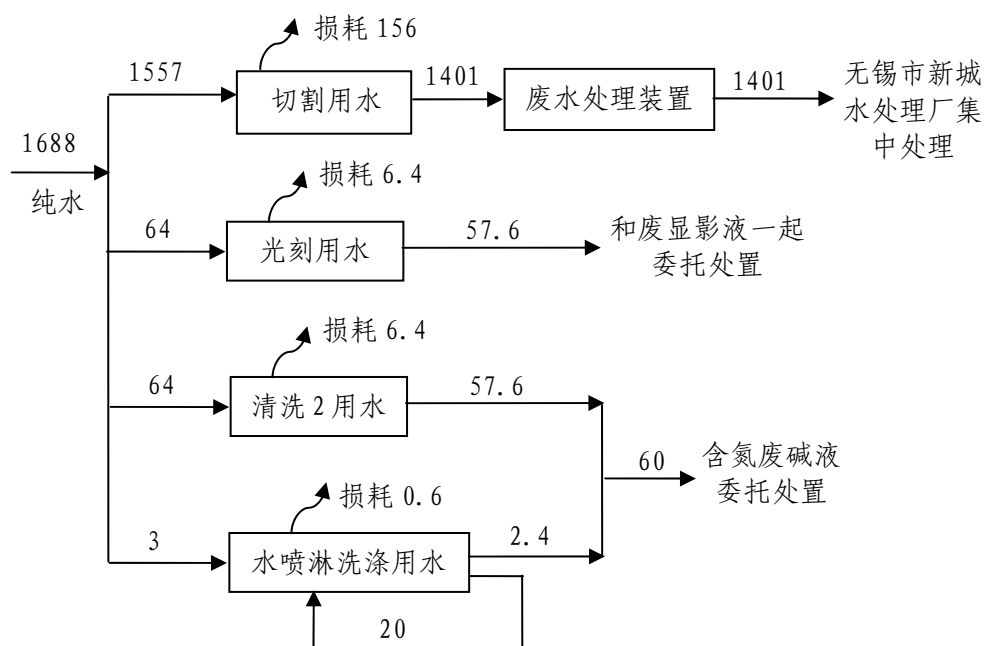 损耗 156
1557
切割用水
1401
废水处理装置
1401
无锡市新城
水处理厂集
中处理
1688
纯水
损耗 6.4
64
光刻用水
57.6
和废显影液一起
委托处置
损耗 6.4
64
清洗 2 用水
57.6
60
含氮废碱液
委托处置
损耗 0.6
3
水喷淋洗涤用水
2.4
20